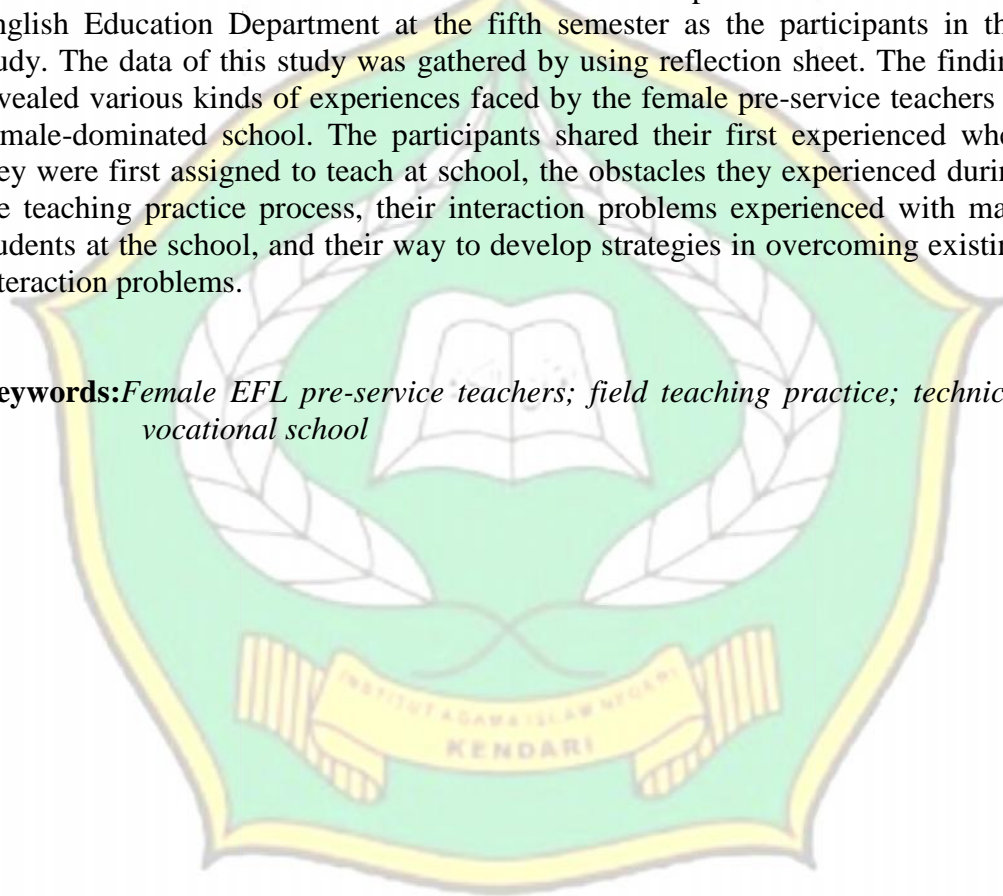 nglish Education Department at the fifth semester as the participants in th
udy. The data of this study was gathered by using reflection sheet. The findin
vealed various kinds of experiences faced by the female pre-service teachers
male-dominated school. The participants shared their first experienced who
ey were first assigned to teach at school, the obstacles they experienced durin
e teaching practice process, their interaction problems experienced with ma
udents at the school, and their way to develop strategies in overcoming existin
teraction problems.
eywords:Female EFL pre-service teachers; field teaching practice; technic
vocational school
INSTITUT AGAMA ISLAM NEGERI
KENDARI